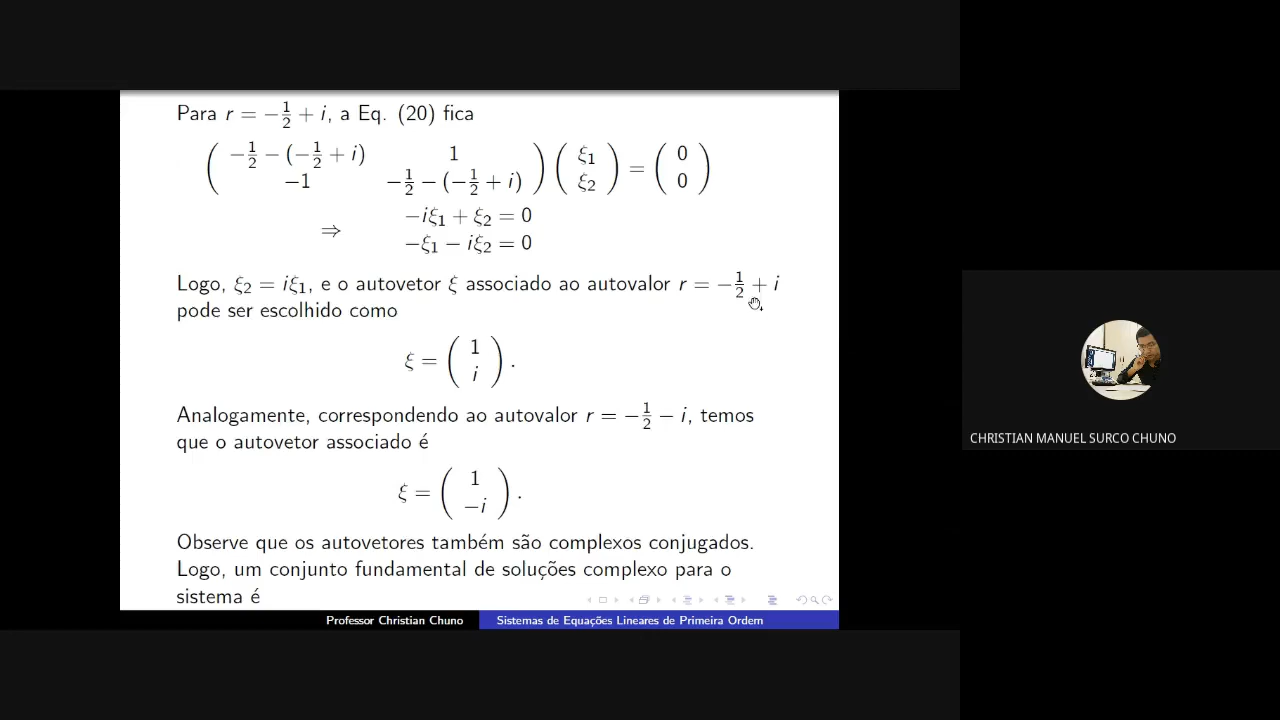 Para r = −1/2 + i, a Eq. (20) fica
( −1/2 − (−1/2 + i) 1 ) ( ξ1 ) = ( 0 )
( −1 −1/2 − (−1/2 + i) ) ( ξ2 ) ( 0 )
−iξ1 + ξ2 = 0
⇒
−ξ1 − iξ2 = 0
Logo, ξ2 = iξ1, e o autovetor ξ associado ao autovalor r = −1/2 + i
pode ser escolhido como
ξ = ( 1 )
( i ) .
Analogamente, correspondendo ao autovalor r = −1/2 − i, temos
que o autovetor associado é
ξ = ( 1 )
( −i ) .
Observe que os autovetores também são complexos conjugados.
Logo, um conjunto fundamental de soluções complexo para o
sistema é
Professor Christian Chuno Sistemas de Equações Lineares de Primeira Ordem
CHRISTIAN MANUEL SURCO CHUNO